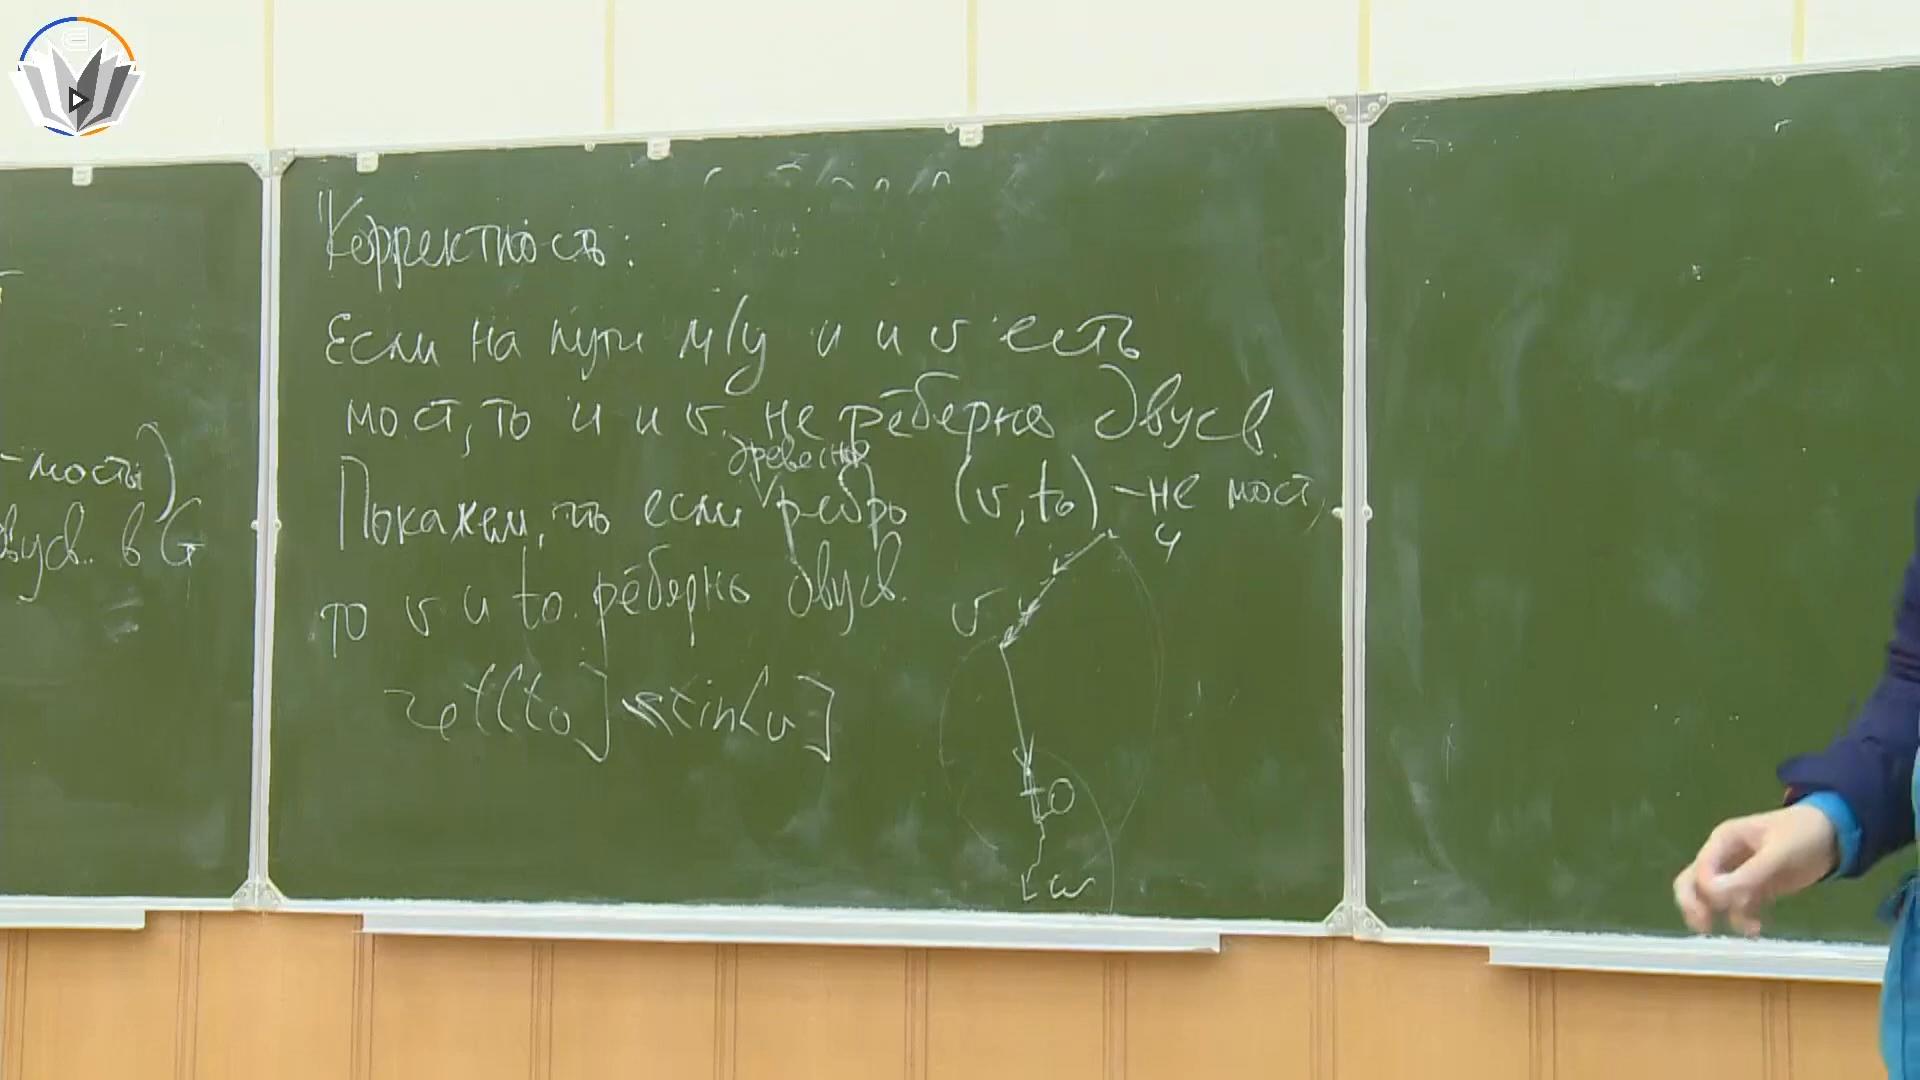 - мосты)
двусв. в G
Корректность:
Если на пути м/у u и v есть
мост, то u и v не рёберно двусв.
древесное
Покажем, что если ребро (v, to) - не мост,
то v и to рёберно двусв.
ret[to] ≤ tin[v]
u
v
to
w